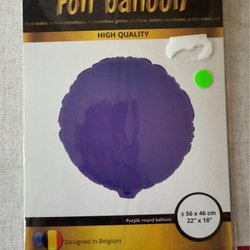 Foil balloon
HIGH QUALITY
± 56 x 46 cm
22" x 18"
Purple round balloon
Designed in Belgium